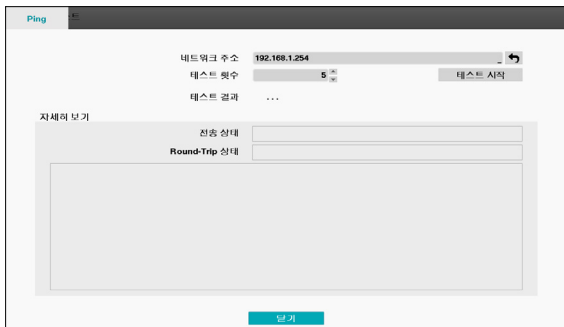 Ping
트
네트워크 주소 192.168.1.254 _
테스트 횟수 5 테스트 시작
테스트 결과 ...
자세히 보기
전송 상태
Round-Trip 상태
닫기